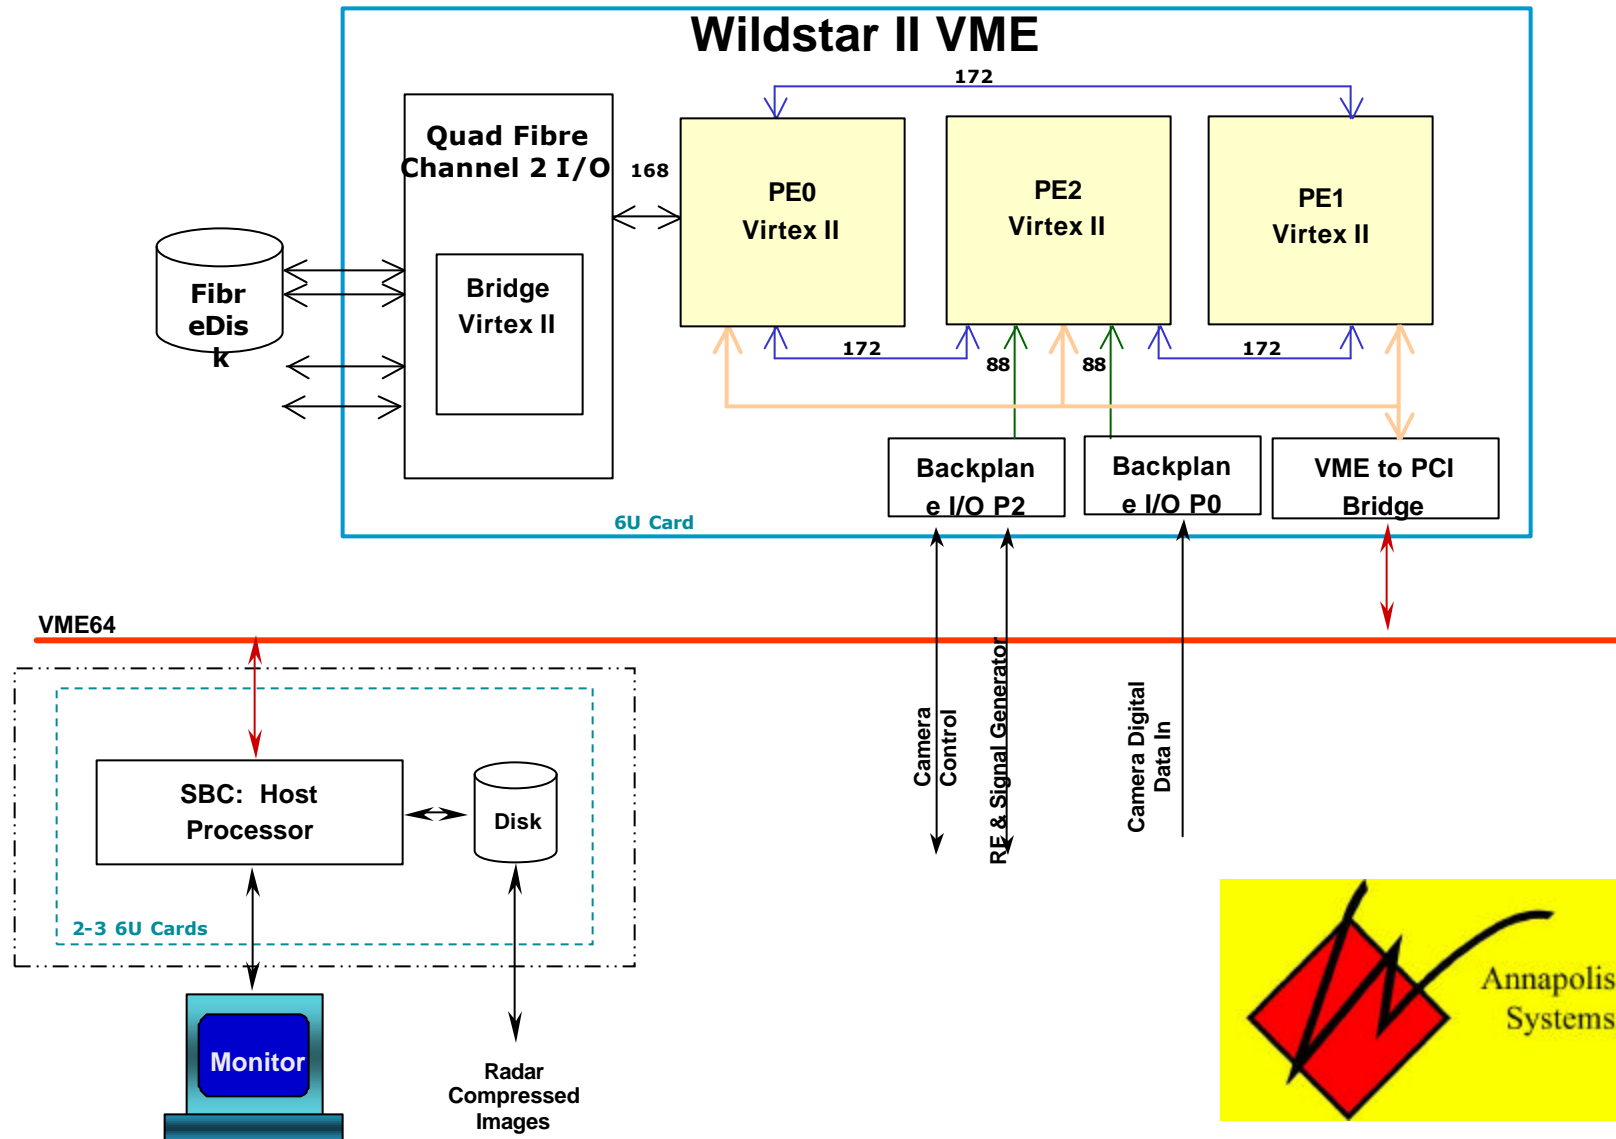 Wildstar II VME
172
Quad Fibre
Channel 2 I/O
168
PE0
Virtex II
PE2
Virtex II
PE1
Virtex II
Fibr
eDis
k
Bridge
Virtex II
172
88
88
172
Backplan
e I/O P2
Backplan
e I/O P0
VME to PCI
Bridge
6U Card
VME64
Camera
Control
RE & Signal Generator
Camera Digital
Data In
SBC: Host
Processor
Disk
2-3 6U Cards
Monitor
Radar
Compressed
Images
Annapolis
Systems